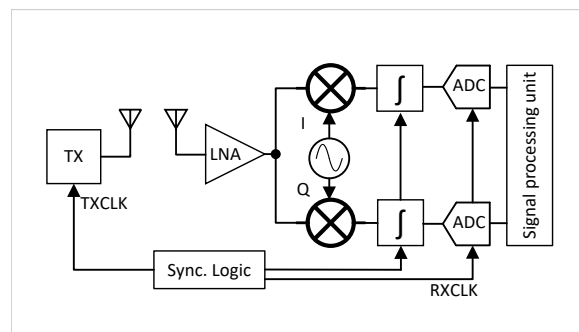 I
∫
ADC
TX
LNA
Signal processing unit
TXCLK
Q
∫
ADC
Sync. Logic
RXCLK